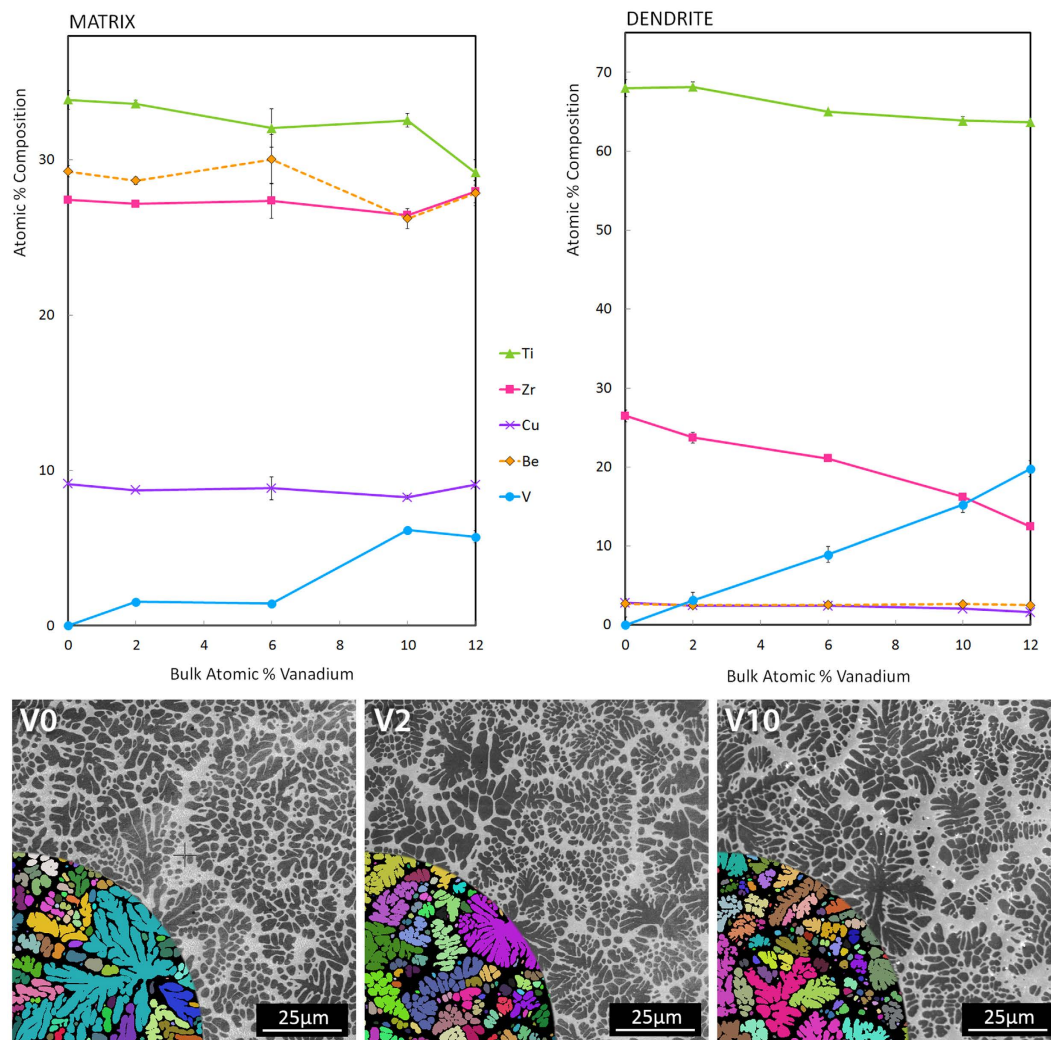 MATRIX
Atomic % Composition
30
20
10
0
0 2 4 6 8 10 12
Bulk Atomic % Vanadium
Ti
Zr
Cu
Be
V
DENDRITE
Atomic % Composition
70
60
50
40
30
20
10
0
0 2 4 6 8 10 12
Bulk Atomic % Vanadium
V0
25µm
V2
25µm
V10
25µm